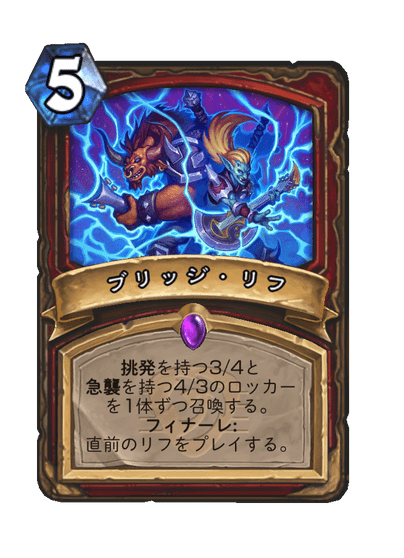 5
ブリッジ・リフ
挑発を持つ3/4と
急襲を持つ4/3のロッカー
を1体ずつ召喚する。
フィナーレ:
直前のリフをプレイする。